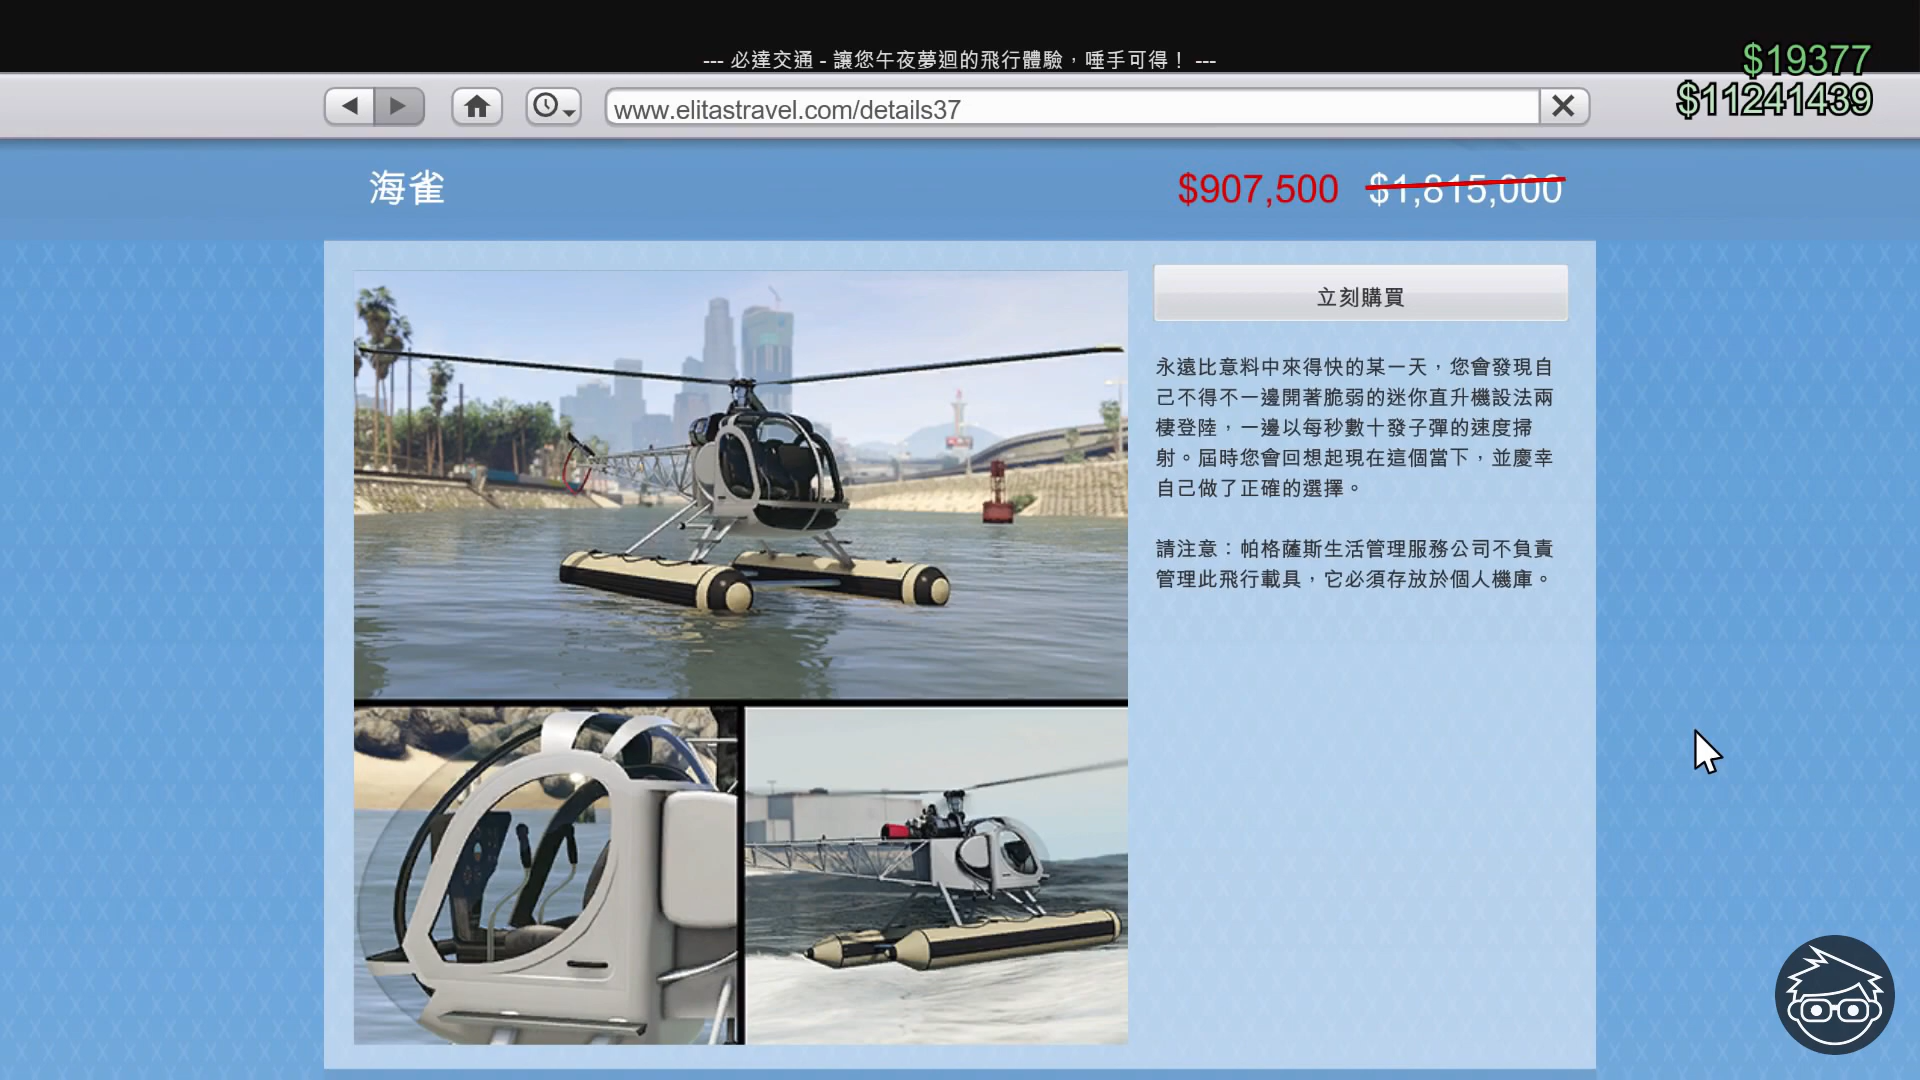 --- 必達交通 - 讓您午夜夢迴的飛行體驗，唾手可得！ ---
$19377
$11241439
www.elitastravel.com/details37
海雀
$907,500 $1,815,000
立刻購買
永遠比意料中來得快的某一天，您會發現自
己不得不一邊開著脆弱的迷你直升機設法兩
棲登陸，一邊以每秒數十發子彈的速度掃
射。屆時您會回想起現在這個當下，並慶幸
自己做了正確的選擇。
請注意：帕格薩斯生活管理服務公司不負責
管理此飛行載具，它必須存放於個人機庫。